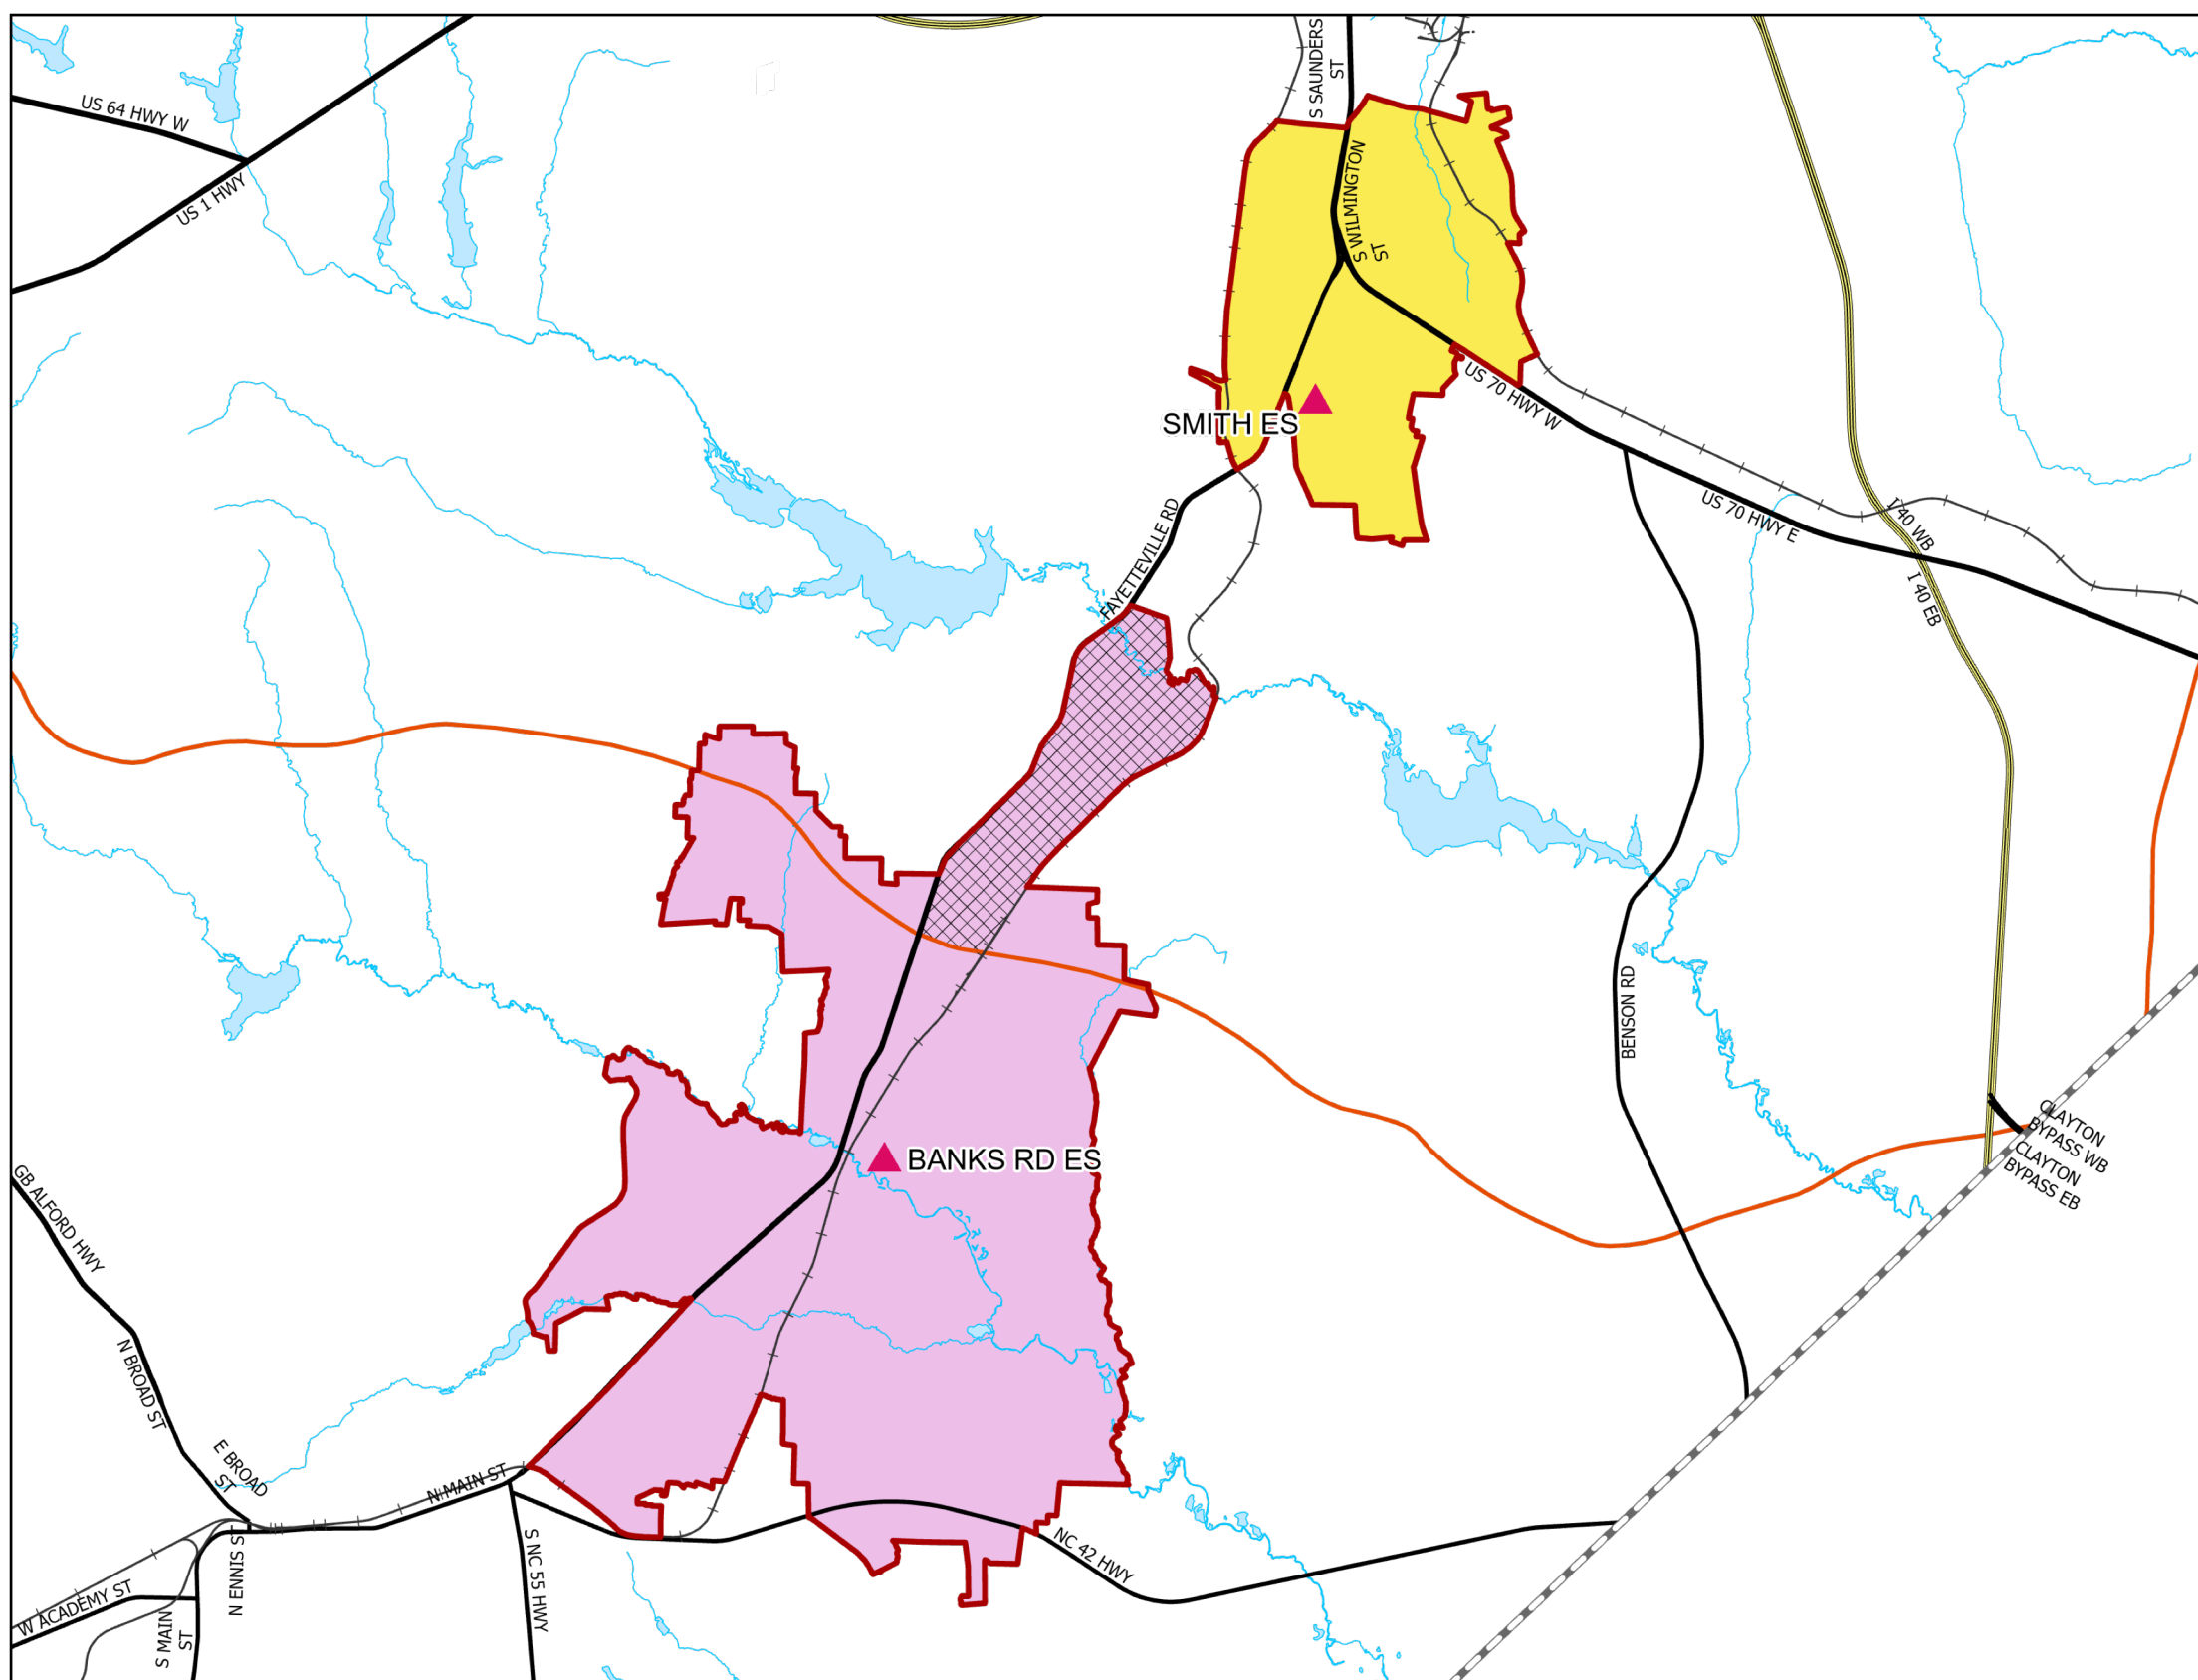 S SAUNDERS
ST
US 64 HWY W
US 1 HWY
S WILMINGTON
ST
US 70 HWY W
SMITH ES
US 70 HWY E
I 40 WB
I 40 EB
FAYETTEVILLE RD
BENSON RD
CLAYTON
BYPASS WB
CLAYTON
BYPASS EB
BANKS RD ES
GB ALFORD HWY
N BROAD ST
E BROAD
ST
N MAIN ST
N ENNIS ST
S NC 55 HWY
NC 42 HWY
W ACADEMY ST
S MAIN
ST